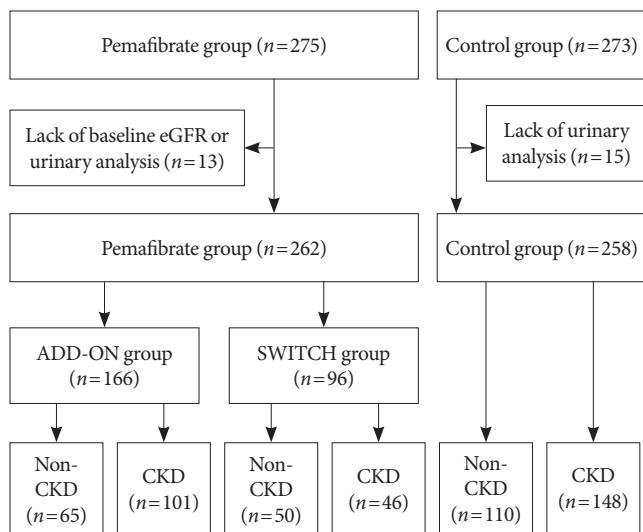 Pemafibrate group (n=275)
Control group (n=273)
Lack of baseline eGFR or
urinary analysis (n=13)
Lack of urinary
analysis (n=15)
Pemafibrate group (n=262)
Control group (n=258)
ADD-ON group
(n=166)
SWITCH group
(n=96)
Non-
CKD
(n=65)
CKD
(n=101)
Non-
CKD
(n=50)
CKD
(n=46)
Non-
CKD
(n=110)
CKD
(n=148)